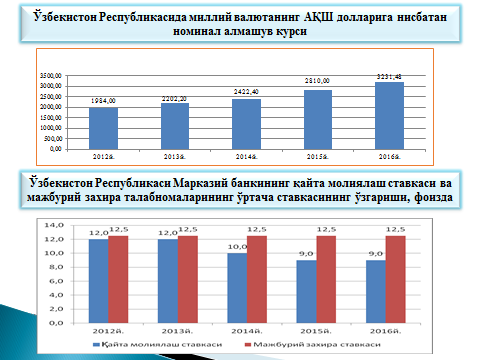 Ўзбекистон Республикасида миллий валютанинг АҚШ долларига нисбатан
номинал алмашув курси
3500,00
3000,00
2500,00
2000,00
1500,00
1000,00
500,00
0,00
1984,00 2202,20 2422,40 2810,00 3231,48
2012й. 2013й. 2014й. 2015й. 2016й.
Ўзбекистон Республикаси Марказий банкининг қайта молиялаш ставкаси ва
мажбурий захира талабномаларининг ўртача ставкасининг ўзгариши, фоизда
14,0
12,0
10,0
8,0
6,0
4,0
2,0
0,0
12,0 12,5 12,0 12,5 10,0 12,5 9,0 12,5 9,0 12,5
2012й. 2013й. 2014й. 2015й. 2016й.
Қайта молиялаш ставкаси Мажбурий захира ставкаси